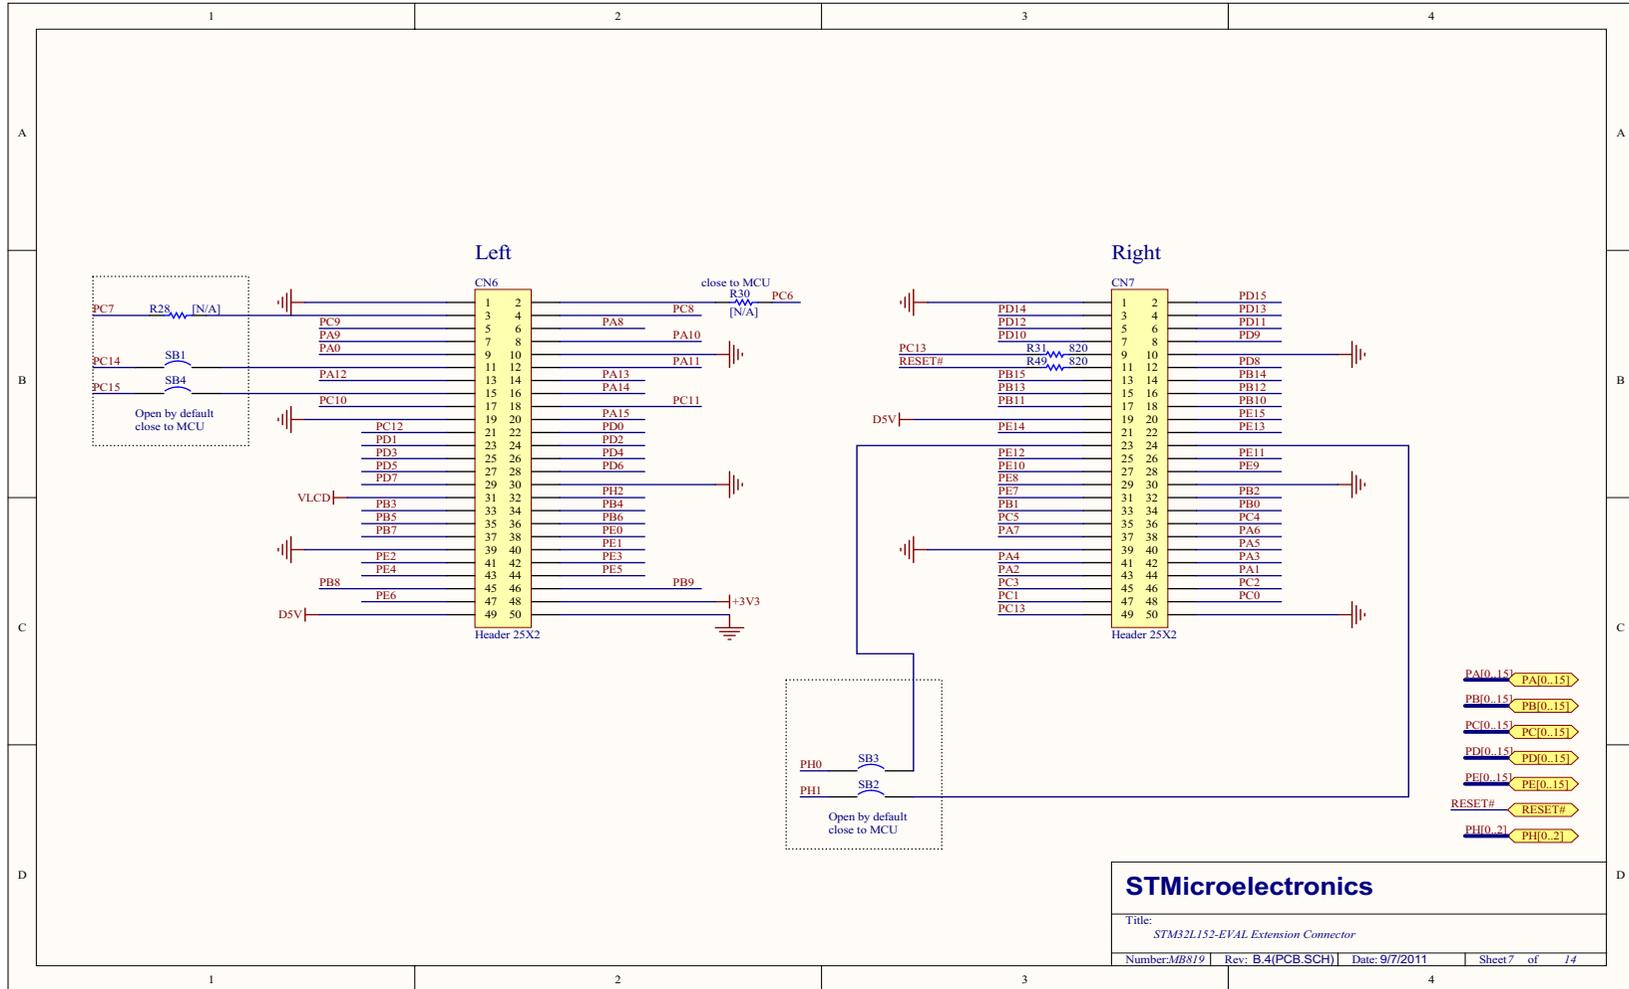 1 2 3 4
A A
Left Right
CN6 close to MCU CN7
R30 PC6
[N/A]
PC7 R28 [N/A]
1 2 1 2 PD15
3 4 PC8 PD14 3 4 PD13
PC9 5 6 PA8 PD12 5 6 PD11
PA9 7 8 PA10 PD10 7 8 PD9
PA0 9 10 PC13 R31 820 9 10
PC14 SB1 11 12 PA11 RESET# R49 820 11 12 PD8
B B
PA12 13 14 PA13 PB15 13 14 PB14
PC15 SB4 15 16 PA14 PB13 15 16 PB12
PC10 17 18 PC11 PB11 17 18 PB10
Open by default
close to MCU
19 20 PA15 D5V 19 20 PE15
PC12 21 22 PD0 PE14 21 22 PE13
PD1 23 24 PD2 23 24
PD3 25 26 PD4 PE12 25 26 PE11
PD5 27 28 PD6 PE10 27 28 PE9
PD7 29 30 PE8 29 30
VLCD 31 32 PH2 PE7 31 32 PB2
PB3 33 34 PB4 PB1 33 34 PB0
PB5 35 36 PB6 PC5 35 36 PC4
PB7 37 38 PE0 PA7 37 38 PA6
39 40 PE1 39 40 PA5
PE2 41 42 PE3 PA4 41 42 PA3
PE4 43 44 PE5 PA2 43 44 PA1
PB8 45 46 PB9 PC3 45 46 PC2
PE6 47 48 +3V3 PC1 47 48 PC0
D5V 49 50 PC13 49 50
C C
Header 25X2 Header 25X2
PA[0..15] PA[0..15]
PB[0..15] PB[0..15]
PC[0..15] PC[0..15]
PD[0..15] PD[0..15]
PE[0..15] PE[0..15]
RESET# RESET#
PH[0..2] PH[0..2]
PH0 SB3
PH1 SB2
Open by default
close to MCU
D D
STMicroelectronics
Title:
STM32L152-EVAL Extension Connector
Number:MB819 Rev: B.4(PCB.SCH) Date: 9/7/2011 Sheet 7 of 14
1 2 3 4